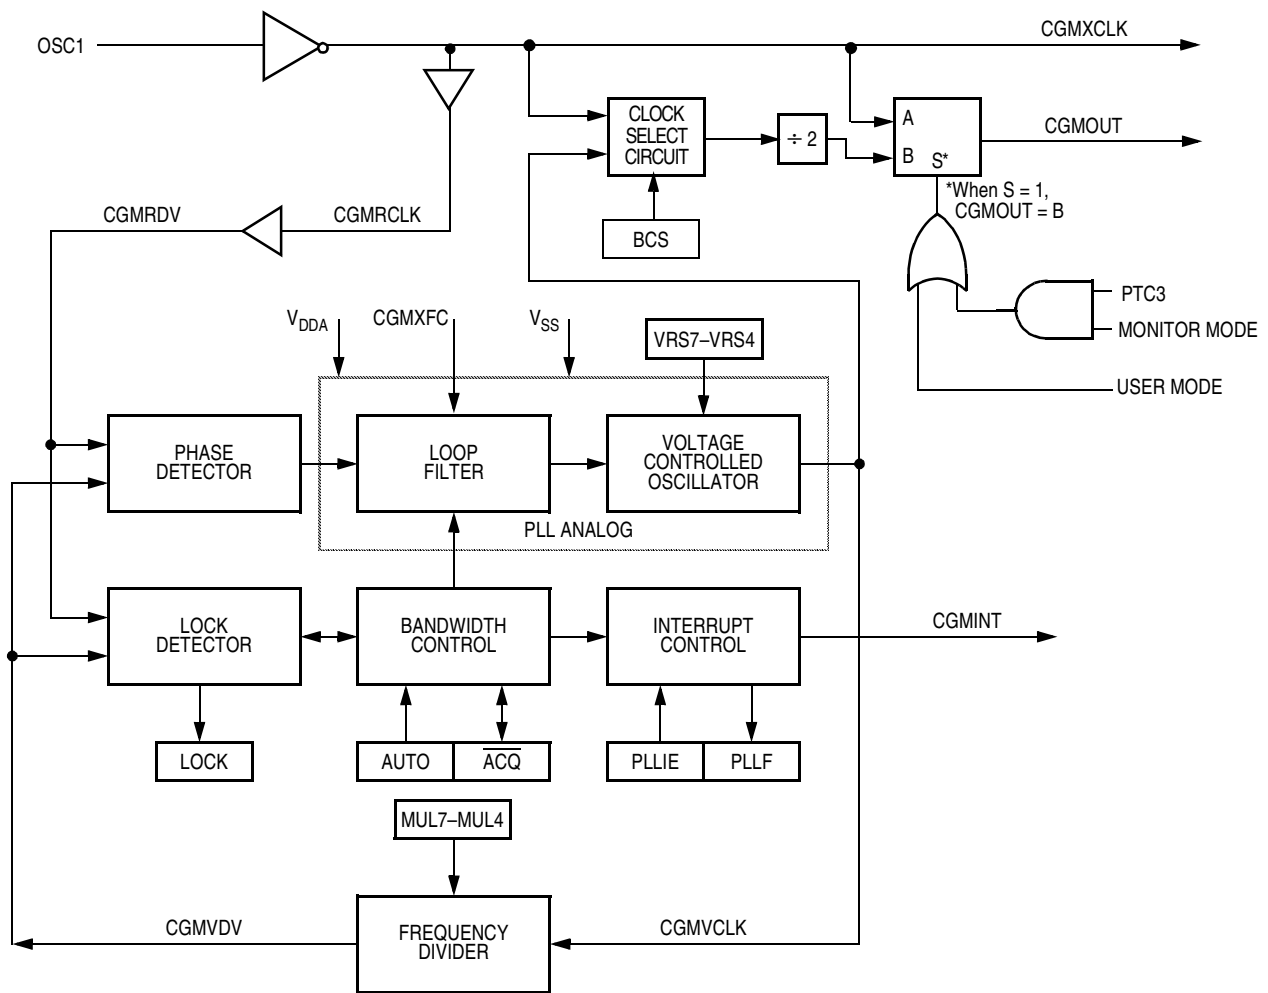 OSC1
CGMXCLK
CLOCK
SELECT
CIRCUIT
÷ 2
A
B
S*
CGMOUT
*When S = 1,
CGMOUT = B
CGMRDV
CGMRCLK
BCS
PTC3
MONITOR MODE
USER MODE
VDDA
CGMXFC
VSS
VRS7–VRS4
PHASE
DETECTOR
LOOP
FILTER
VOLTAGE
CONTROLLED
OSCILLATOR
PLL ANALOG
LOCK
DETECTOR
BANDWIDTH
CONTROL
INTERRUPT
CONTROL
CGMINT
LOCK
AUTO
A̅C̅Q̅
PLLIE
PLLF
MUL7–MUL4
CGMVDV
FREQUENCY
DIVIDER
CGMVCLK